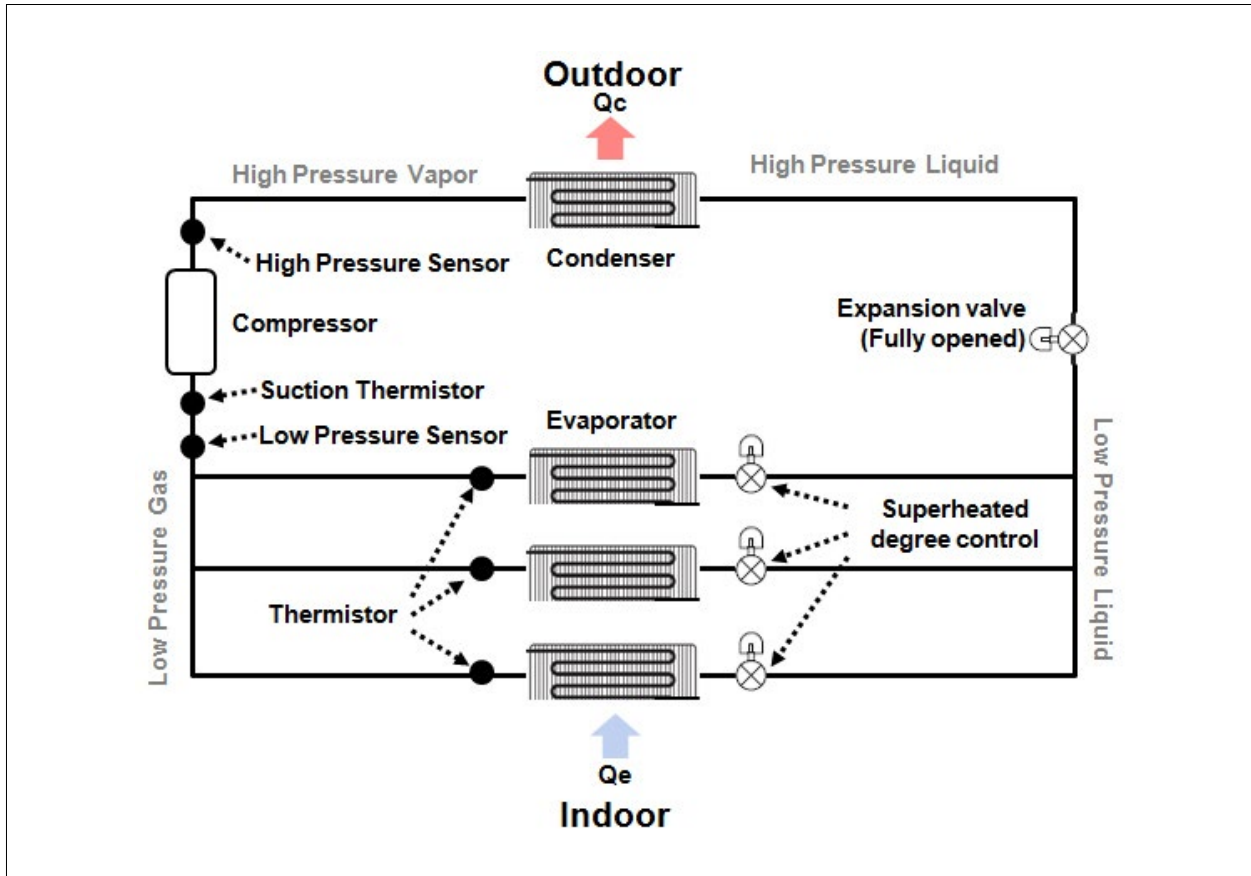 Outdoor
Qc
High Pressure Vapor
High Pressure Liquid
High Pressure Sensor
Condenser
Compressor
Expansion valve
(Fully opened)
Suction Thermistor
Low Pressure Sensor
Evaporator
Low Pressure Gas
Superheated
degree control
Low Pressure Liquid
Thermistor
Qe
Indoor